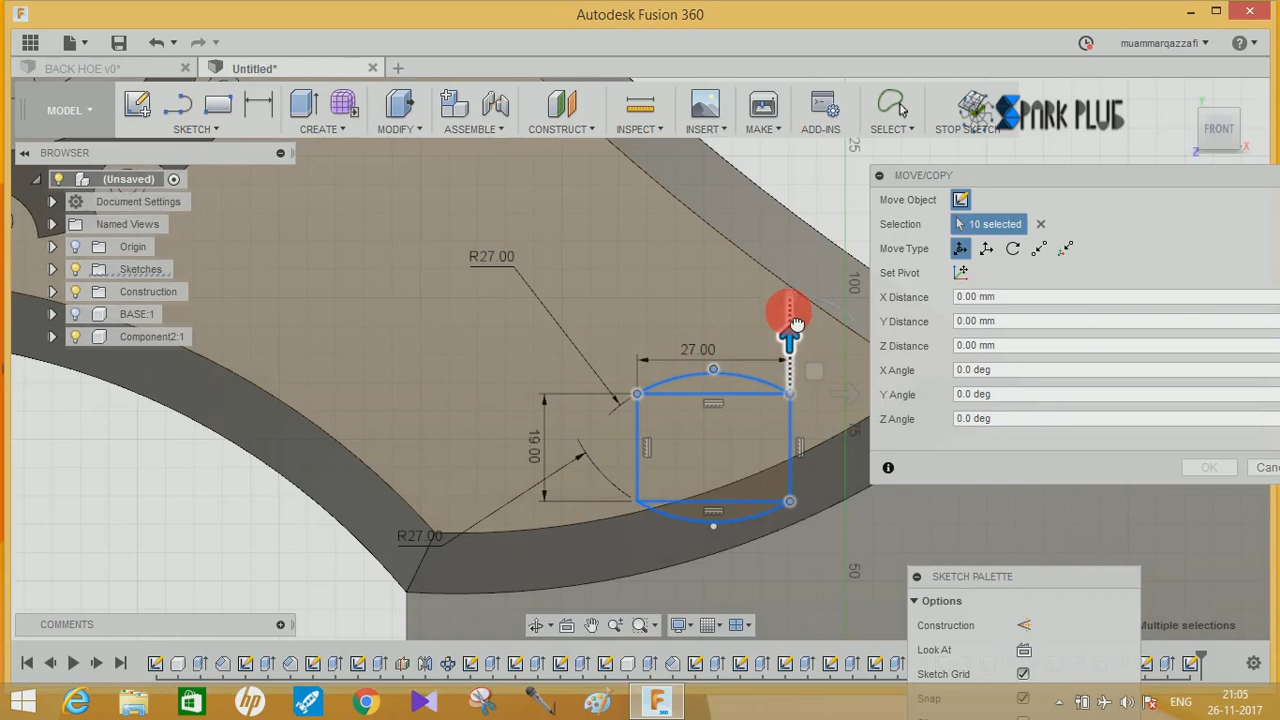 Autodesk Fusion 360
muammarqazzafi
BACK HOE v0*
Untitled*
MODEL
SKETCH
CREATE
MODIFY
ASSEMBLE
CONSTRUCT
INSPECT
INSERT
MAKE
ADD-INS
SELECT
STOP SKETCH
SPARK PLUG
FRONT
Y
X
Z
BROWSER
(Unsaved)
Document Settings
Named Views
Origin
Sketches
Construction
BASE:1
Component2:1
25
100
75
50
R27.00
27.00
19.00
R27.00
MOVE/COPY
Move Object
Selection 10 selected
Move Type
Set Pivot
X Distance 0.00 mm
Y Distance 0.00 mm
Z Distance 0.00 mm
X Angle 0.0 deg
Y Angle 0.0 deg
Z Angle 0.0 deg
OK
Canc
SKETCH PALETTE
Options
Construction
Look At
Sketch Grid
Snap
Multiple selections
COMMENTS
ENG
21:05
26-11-2017